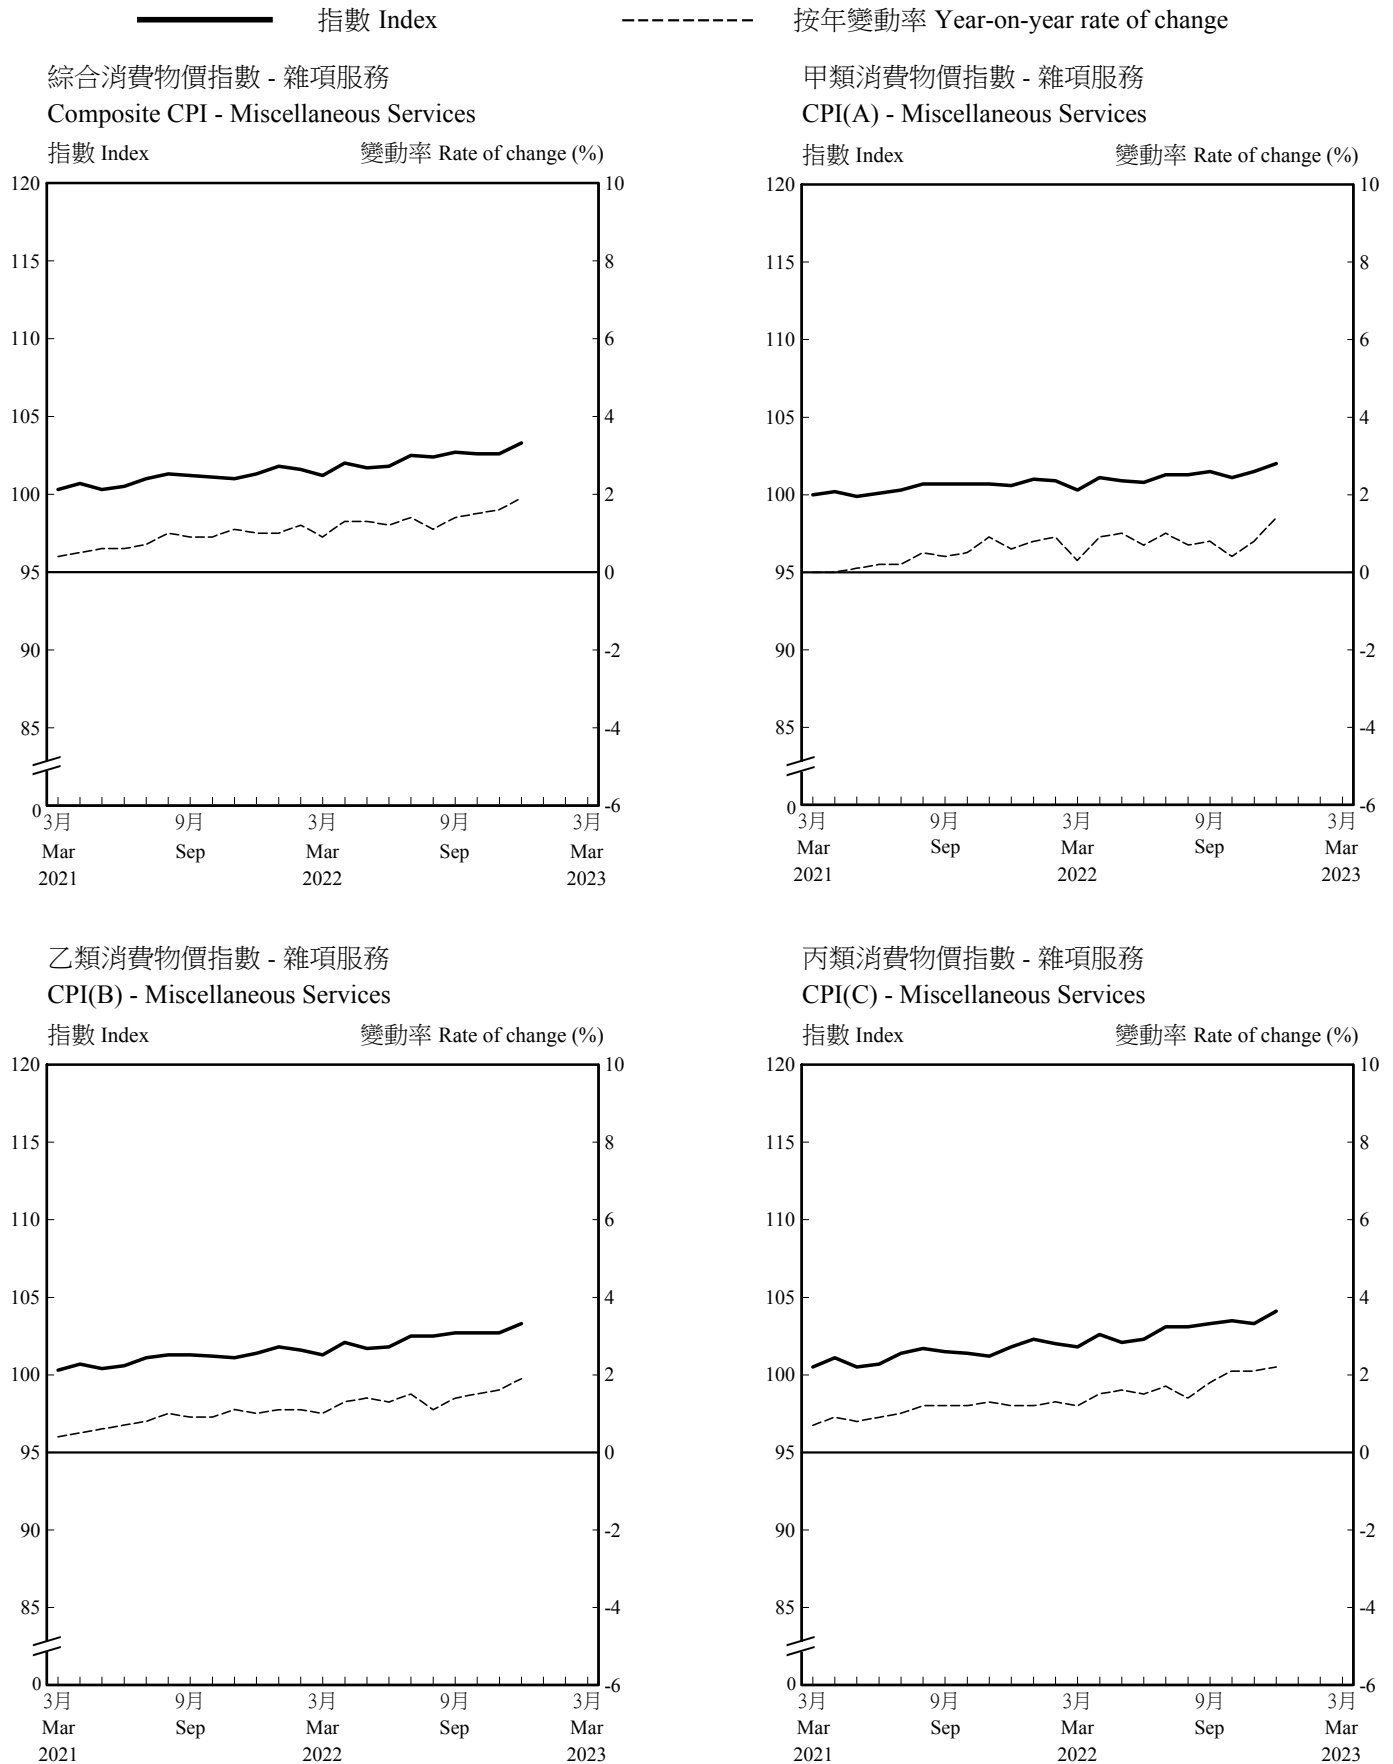 指數 Index 按年變動率 Year-on-year rate of change
綜合消費物價指數 - 雜項服務
Composite CPI - Miscellaneous Services
指數 Index 變動率 Rate of change (%)
120 10
115 8
110 6
105 4
100 2
95 0
90 -2
85 -4
0 -6
3月 9月 3月 9月 3月
Mar Sep Mar Sep Mar
2021 2022 2023
甲類消費物價指數 - 雜項服務
CPI(A) - Miscellaneous Services
指數 Index 變動率 Rate of change (%)
120 10
115 8
110 6
105 4
100 2
95 0
90 -2
85 -4
0 -6
3月 9月 3月 9月 3月
Mar Sep Mar Sep Mar
2021 2022 2023
乙類消費物價指數 - 雜項服務
CPI(B) - Miscellaneous Services
指數 Index 變動率 Rate of change (%)
120 10
115 8
110 6
105 4
100 2
95 0
90 -2
85 -4
0 -6
3月 9月 3月 9月 3月
Mar Sep Mar Sep Mar
2021 2022 2023
丙類消費物價指數 - 雜項服務
CPI(C) - Miscellaneous Services
指數 Index 變動率 Rate of change (%)
120 10
115 8
110 6
105 4
100 2
95 0
90 -2
85 -4
0 -6
3月 9月 3月 9月 3月
Mar Sep Mar Sep Mar
2021 2022 2023